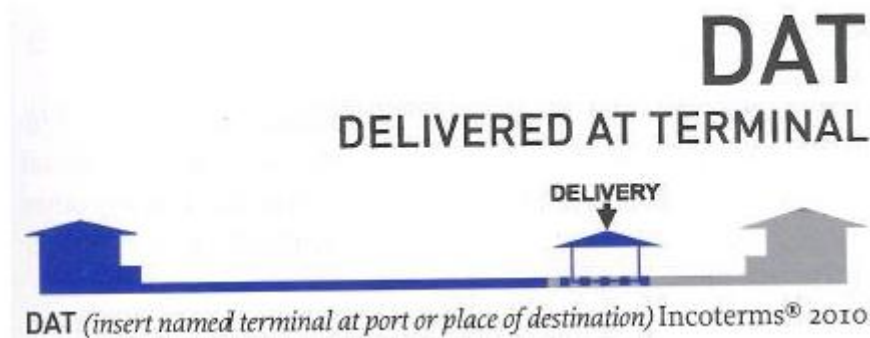 DAT
DELIVERED AT TERMINAL
DELIVERY
DAT (insert named terminal at port or place of destination) Incoterms® 2010